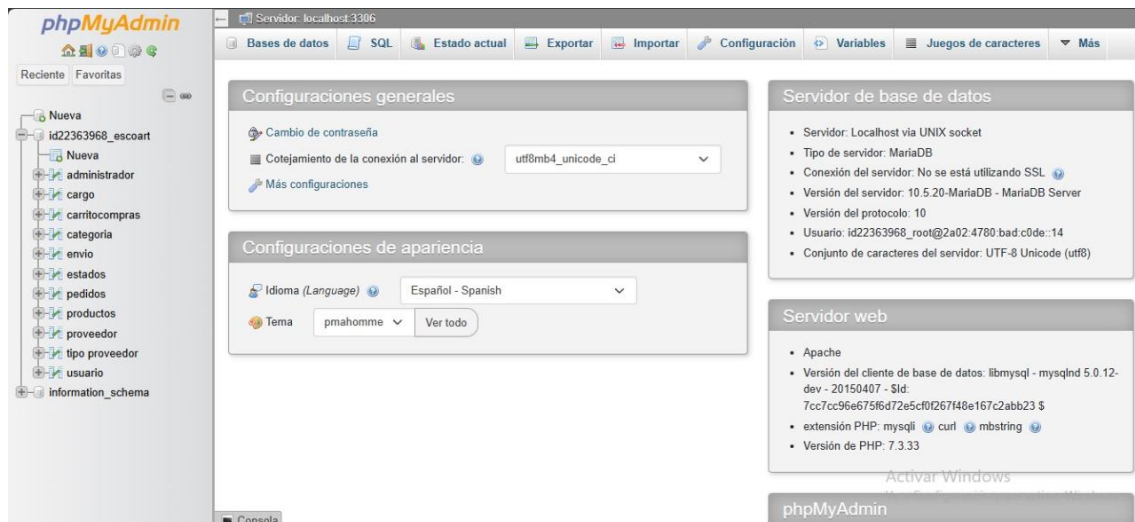 phpMyAdmin
Reciente Favoritas
Nueva
id22363968_escoart
Nueva
administrador
cargo
carritocompras
categoria
envio
estados
pedidos
productos
proveedor
tipo proveedor
usuario
information_schema
Servidor: localhost:3306
Bases de datos SQL Estado actual Exportar Importar Configuración Variables Juegos de caracteres Más
Configuraciones generales
Cambio de contraseña
Cotejamiento de la conexión al servidor: utf8mb4_unicode_ci
Más configuraciones
Configuraciones de apariencia
Idioma (Language) Español - Spanish
Tema pmahomme Ver todo
Servidor de base de datos
Servidor: Localhost via UNIX socket
Tipo de servidor: MariaDB
Conexión del servidor: No se está utilizando SSL
Versión del servidor: 10.5.20-MariaDB - MariaDB Server
Versión del protocolo: 10
Usuario: id22363968_root@2a02:4780:bad:c0de::14
Conjunto de caracteres del servidor: UTF-8 Unicode (utf8)
Servidor web
Apache
Versión del cliente de base de datos: libmysql - mysqlnd 5.0.12-
dev - 20150407 - $Id:
7cc7cc96e675f6d72e5cf0f267f48e167c2abb23 $
extensión PHP: mysqli curl mbstring
Versión de PHP: 7.3.33
Activar Windows
phpMyAdmin
Consola